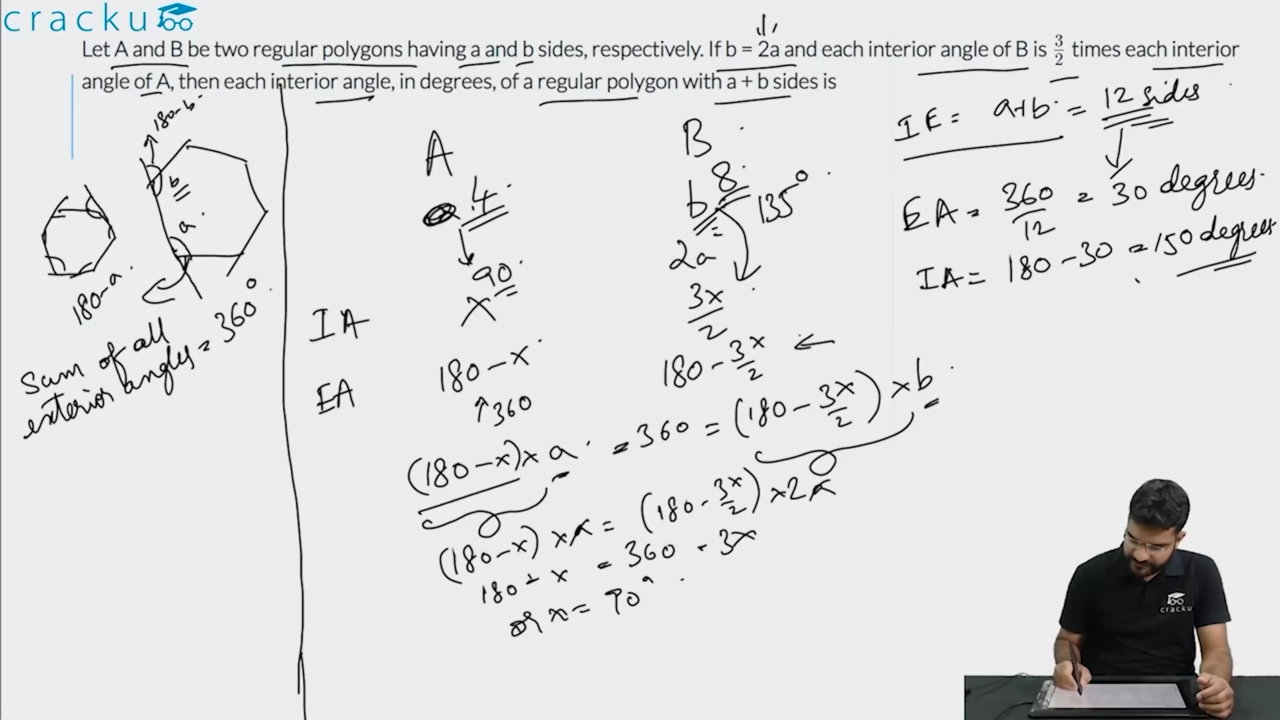 cracku
Let A and B be two regular polygons having a and b sides, respectively. If b = 2a and each interior angle of B is 3/2 times each interior
angle of A, then each interior angle, in degrees, of a regular polygon with a + b sides is
180-b
b
a
180-a
Sum of all
exterior angles = 360°
A
4
90
x
IA
180-x
EA
↑360
B
b 8
135°
2a
3x/2
180-3x/2 ←
(180-x)×a = 360 = (180-3x/2)×b
(180-x)×a = (180-3x/2)×2a
180-x = 360-3x
or x = 90°
IE = a+b = 12 sides
EA = 360/12 = 30 degrees
IA = 180-30 = 150 degrees
cracku